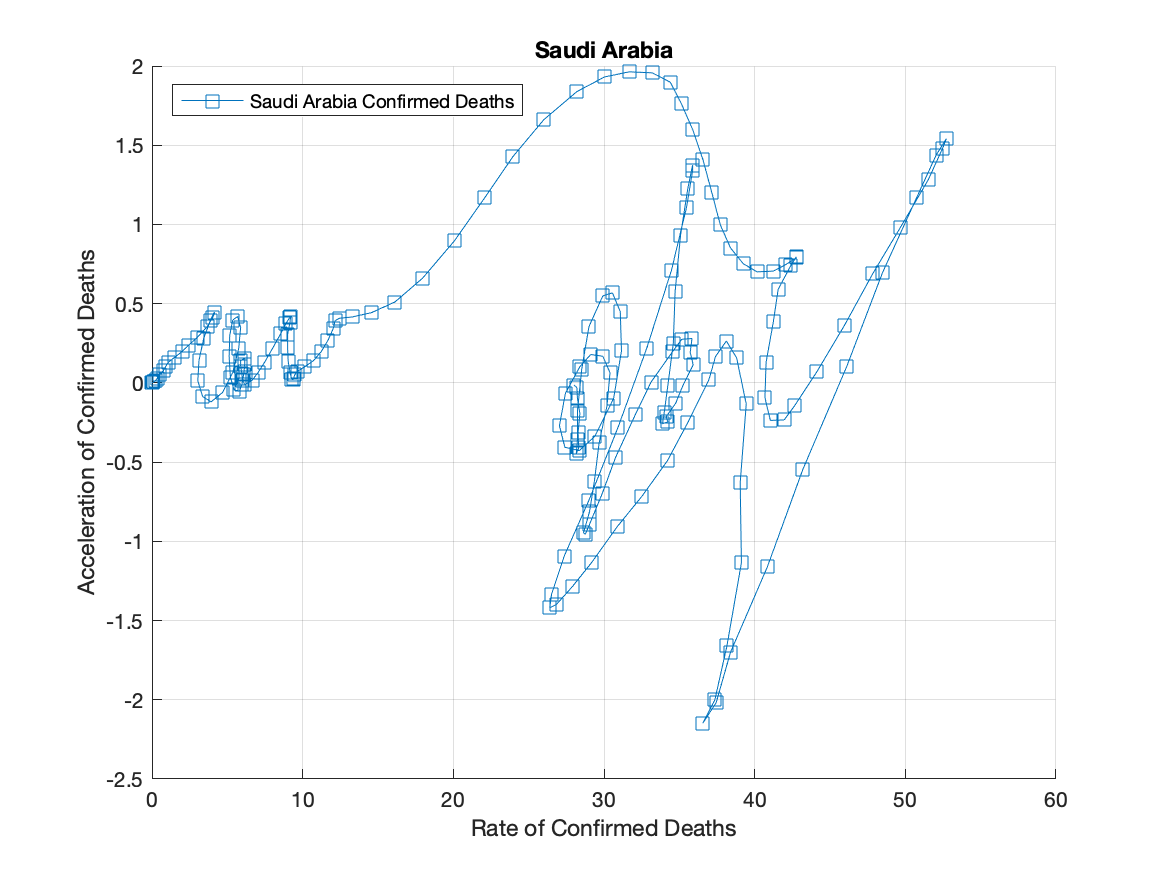 Saudi Arabia
Saudi Arabia Confirmed Deaths
2
1.5
1
0.5
0
-0.5
-1
-1.5
-2
-2.5
Acceleration of Confirmed Deaths
0 10 20 30 40 50 60
Rate of Confirmed Deaths